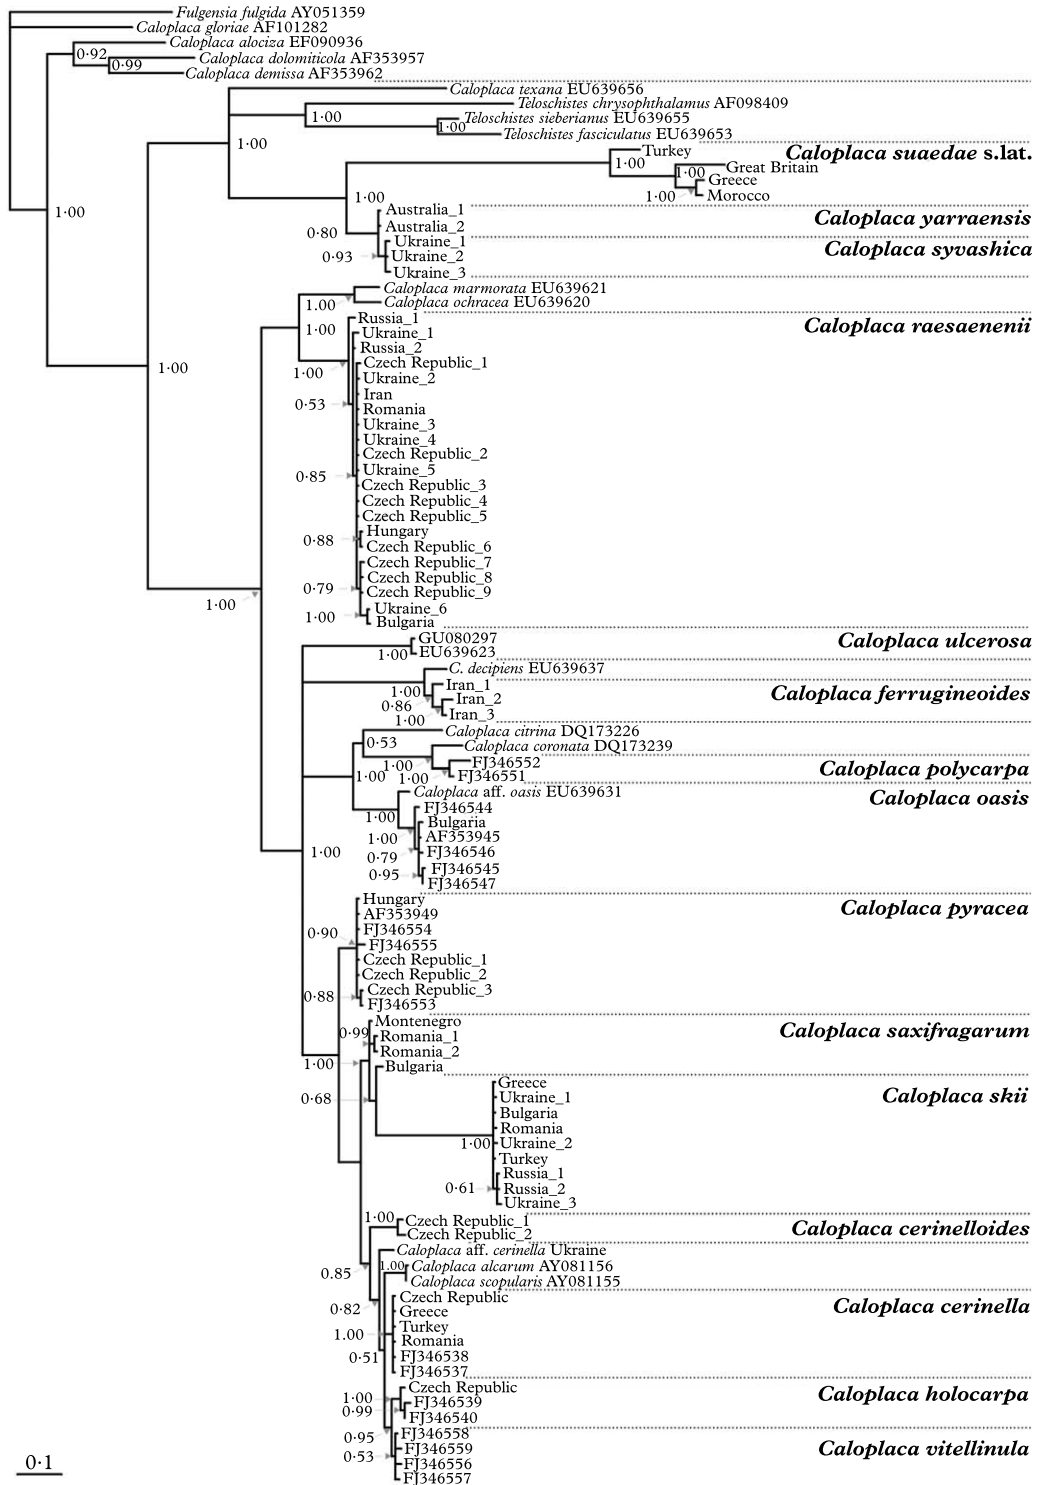 Fulgensia fulgida AY051359
Caloplaca gloriae AF101282
Caloplaca alociza EF090936
0·92
Caloplaca dolomiticola AF353957
0·99
Caloplaca demissa AF353962
Caloplaca texana EU639656
Teloschistes chrysophthalamus AF098409
1·00
Teloschistes sieberianus EU639655
1·00
Teloschistes fasciculatus EU639653
1·00
Caloplaca suaedae s.lat.
Turkey
1·00
Great Britain
1·00
Greece
1·00
Morocco
1·00
1·00
Australia_1
Caloplaca yarraensis
Australia_2
0·80
Ukraine_1
Caloplaca syvashica
Ukraine_2
0·93
Ukraine_3
Caloplaca marmorata EU639621
1.00
Caloplaca ochracea EU639620
Russia_1
Caloplaca raesaenenii
1·00
Ukraine_1
Russia_2
Czech Republic_1
1·00
1·00
Ukraine_2
Iran
0·53
Romania
Ukraine_3
Ukraine_4
Czech Republic_2
Ukraine_5
0·85
Czech Republic_3
Czech Republic_4
Czech Republic_5
Hungary
0·88
Czech Republic_6
Czech Republic_7
Czech Republic_8
0·79
Czech Republic_9
1·00
Ukraine_6
1·00
Bulgaria
GU080297
Caloplaca ulcerosa
EU639623
1·00
C. decipiens EU639637
Iran_1
Caloplaca ferrugineoides
1·00
Iran_2
0·86
Iran_3
1·00
Caloplaca citrina DQ173226
0·53
Caloplaca coronata DQ173239
FJ346552
Caloplaca polycarpa
1·00
1·00
1·00
FJ346551
Caloplaca aff. oasis EU639631
Caloplaca oasis
FJ346544
1·00
Bulgaria
1·00
AF353945
FJ346546
1·00
0·79
FJ346545
0·95
FJ346547
Hungary
Caloplaca pyracea
AF353949
FJ346554
0·90
FJ346555
Czech Republic_1
Czech Republic_2
Czech Republic_3
0·88
FJ346553
Montenegro
Caloplaca saxifragarum
0·99
Romania_1
Romania_2
1·00
Bulgaria
Greece
Caloplaca skii
0·68
Ukraine_1
Bulgaria
Romania
1·00
Ukraine_2
Turkey
Russia_1
0·61
Russia_2
Ukraine_3
1·00
Czech Republic_1
Caloplaca cerinelloides
Czech Republic_2
Caloplaca aff. cerinella Ukraine
1.00
Caloplaca alcarum AY081156
0.85
Caloplaca scopularis AY081155
Czech Republic
Caloplaca cerinella
0·82
Greece
Turkey
1.00
Romania
0·51
FJ346538
FJ346537
Czech Republic
Caloplaca holocarpa
1·00
FJ346539
0·99
FJ346540
0·95
FJ346558
Caloplaca vitellinula
FJ346559
0·53
FJ346556
0·1
FJ346557